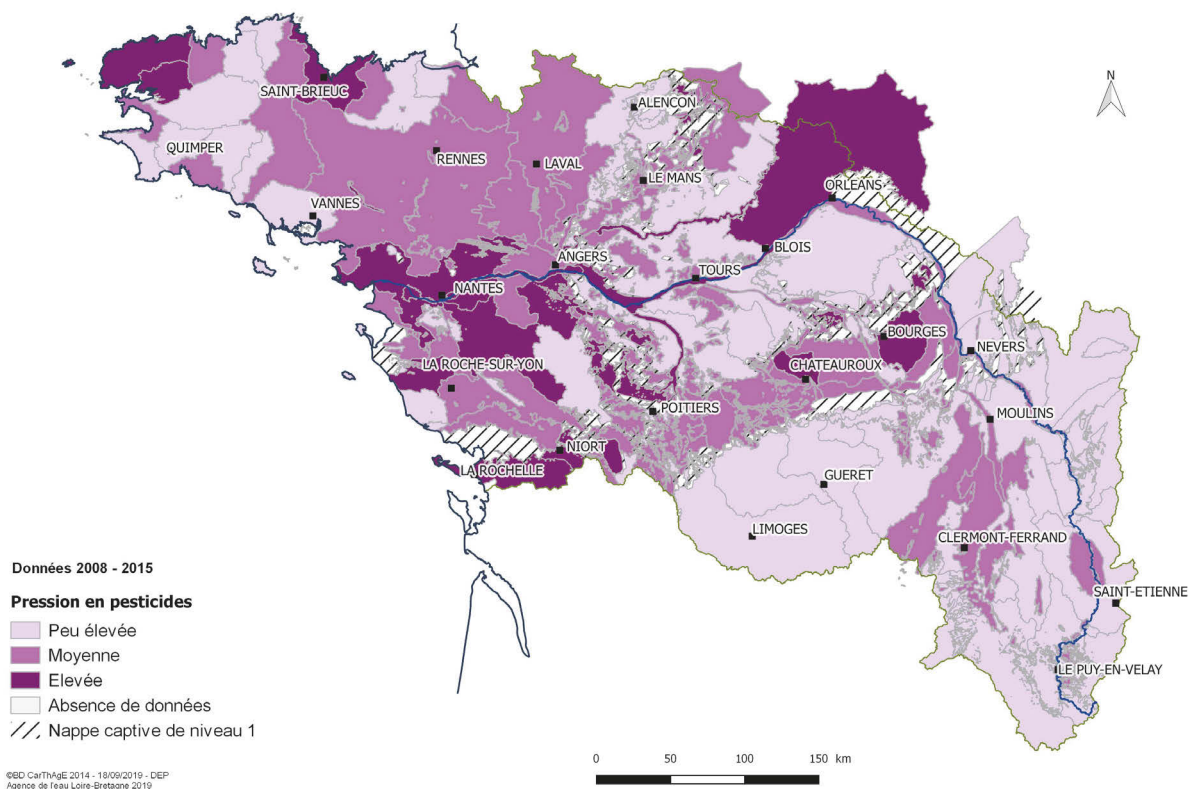 N
ALENÇON
SAINT-BRIEUC
QUIMPER
RENNES
LAVAL
LE MANS
ORLEANS
VANNES
BLOIS
ANGERS
TOURS
NANTES
BOURGES
NEVERS
LA ROCHE-SUR-YON
CHATEAUROUX
POITIERS
MOULINS
NIORT
LA ROCHELLE
GUERET
LIMOGES
CLERMONT-FERRAND
SAINT-ETIENNE
LE PUY-EN-VELAY
Données 2008 - 2015
Pression en pesticides
Peu élevée
Moyenne
Elevée
Absence de données
Nappe captive de niveau 1
0 50 100 150 km
©BD CarThAgE 2014 - 18/09/2019 - DEP
Agence de l'eau Loire-Bretagne 2019